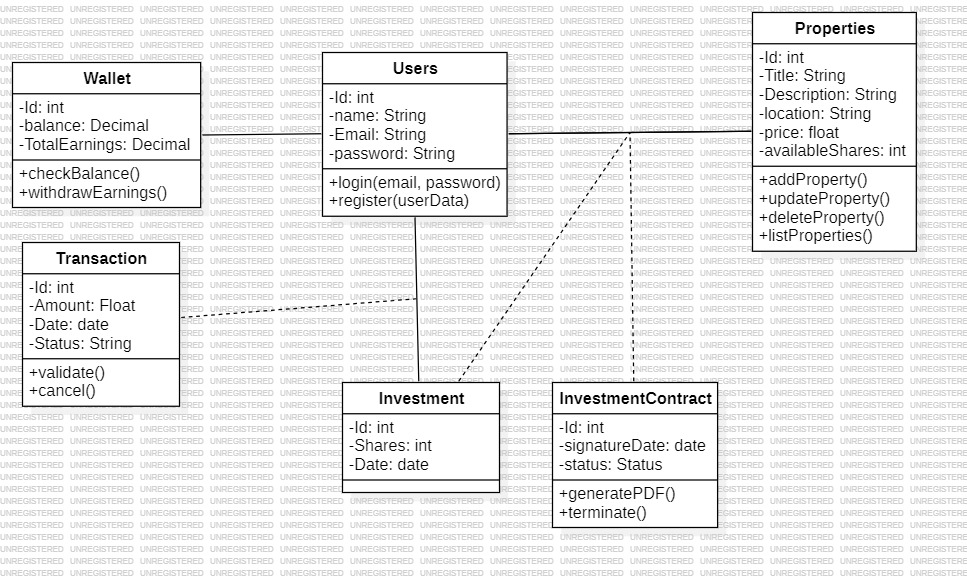 Wallet
-Id: int
-balance: Decimal
-TotalEarnings: Decimal
+checkBalance()
+withdrawEarnings()
Users
-Id: int
-name: String
-Email: String
-password: String
+login(email, password)
+register(userData)
Properties
-Id: int
-Title: String
-Description: String
-location: String
-price: float
-availableShares: int
+addProperty()
+updateProperty()
+deleteProperty()
+listProperties()
Transaction
-Id: int
-Amount: Float
-Date: date
-Status: String
+validate()
+cancel()
Investment
-Id: int
-Shares: int
-Date: date
InvestmentContract
-Id: int
-signatureDate: date
-status: Status
+generatePDF()
+terminate()
UNREGISTERED